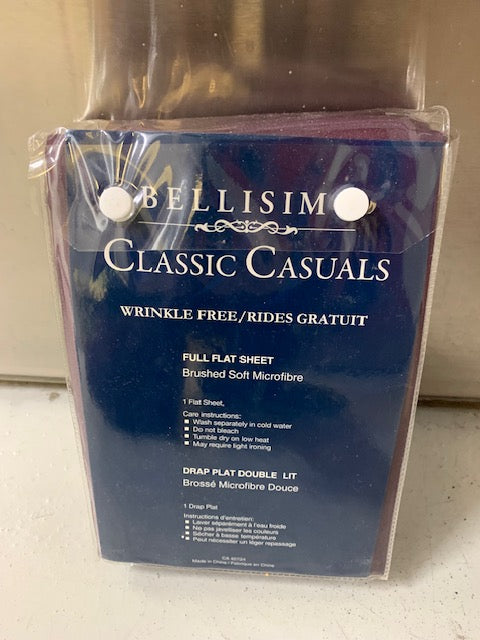 BELLISIM
CLASSIC CASUALS
WRINKLE FREE/RIDES GRATUIT
FULL FLAT SHEET
Brushed Soft Microfibre
1 Flat Sheet,
Care instructions:
Wash separately in cold water
Do not bleach
Tumble dry on low heat
May require light ironing
DRAP PLAT DOUBLE LIT
Brossé Microfibre Douce
1 Drap Plat
Instructions d'entretien:
Laver séparément à l'eau froide
Ne pas javelliser les couleurs
Sécher à basse température
Peut nécessiter un léger repassage
Made in China / Fabriqué en Chine